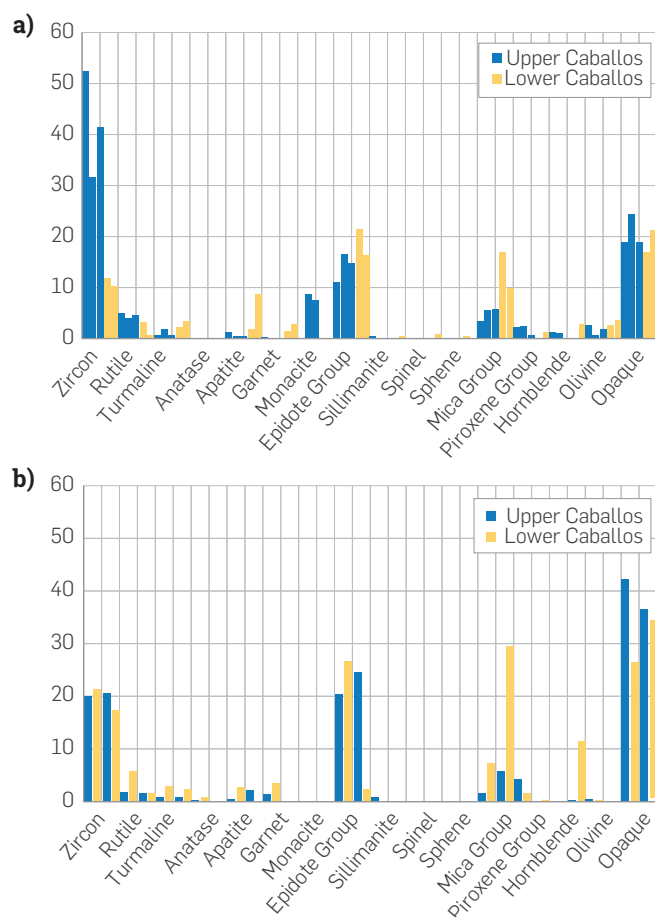 a)
60
50
40
30
20
10
0
Upper Caballos
Lower Caballos
Zircon
Rutile
Turmaline
Anatase
Apatite
Garnet
Monacite
Epidote Group
Sillimanite
Spinel
Sphene
Mica Group
Piroxene Group
Hornblende
Olivine
Opaque
b)
60
50
40
30
20
10
0
Upper Caballos
Lower Caballos
Zircon
Rutile
Turmaline
Anatase
Apatite
Garnet
Monacite
Epidote Group
Sillimanite
Spinel
Sphene
Mica Group
Piroxene Group
Hornblende
Olivine
Opaque